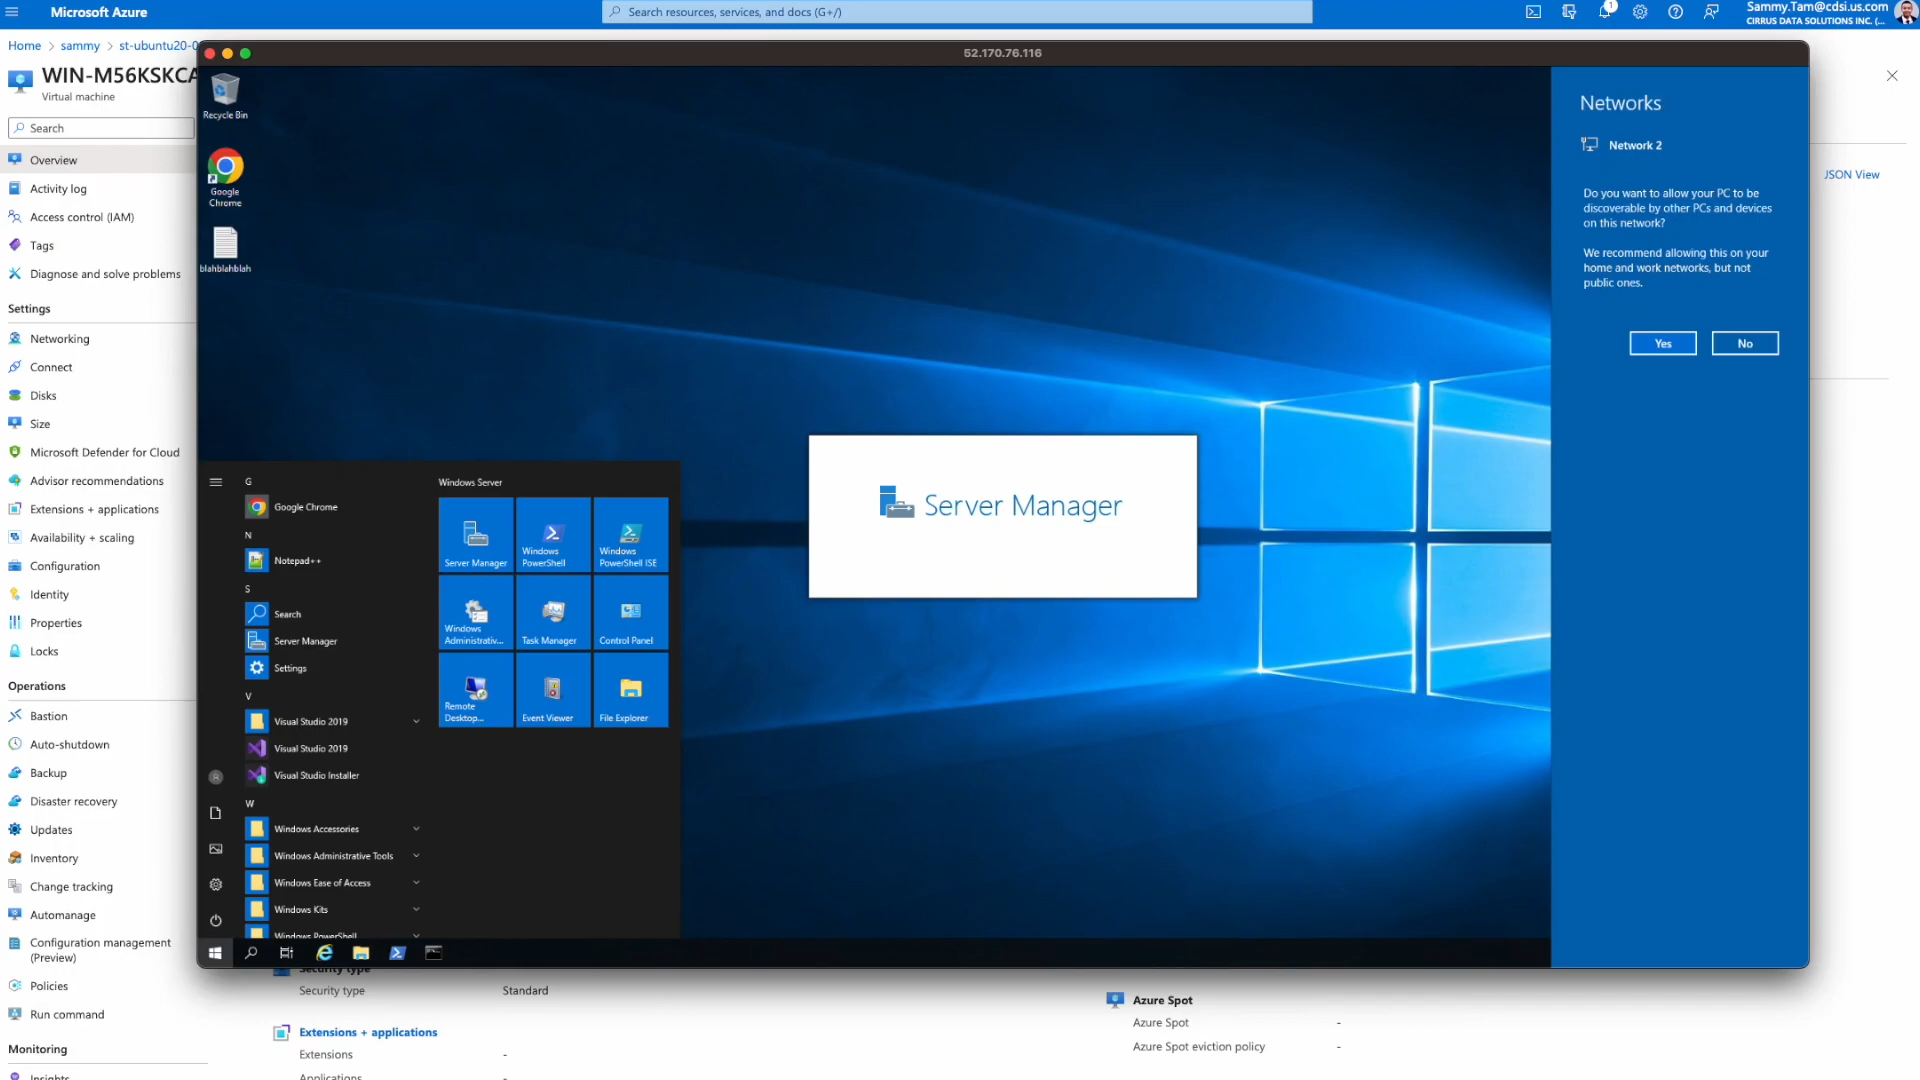 Microsoft Azure
Search resources, services, and docs (G+/)
1
Sammy.Tam@cdsi.us.com
CIRRUS DATA SOLUTIONS INC. (...
Home > sammy > st-ubuntu20-0
WIN-M56KSKCA
Virtual machine
Search
Overview
Activity log
Access control (IAM)
Tags
Diagnose and solve problems
Settings
Networking
Connect
Disks
Size
Microsoft Defender for Cloud
Advisor recommendations
Extensions + applications
Availability + scaling
Configuration
Identity
Properties
Locks
Operations
Bastion
Auto-shutdown
Backup
Disaster recovery
Updates
Inventory
Change tracking
Automanage
Configuration management
(Preview)
Policies
Run command
Monitoring
Insights
52.170.76.116
Recycle Bin
Google
Chrome
blahblahblah
G
Google Chrome
N
Notepad++
S
Search
Server Manager
Settings
V
Visual Studio 2019
Visual Studio 2019
Visual Studio Installer
W
Windows Accessories
Windows Administrative Tools
Windows Ease of Access
Windows Kits
Windows PowerShell
Windows Server
Server Manager
Windows
PowerShell
Windows
PowerShell ISE
Windows
Administrativ...
Task Manager
Control Panel
Remote
Desktop...
Event Viewer
File Explorer
Server Manager
Networks
Network 2
Do you want to allow your PC to be
discoverable by other PCs and devices
on this network?
We recommend allowing this on your
home and work networks, but not
public ones.
Yes
No
JSON View
Security type
Security type
Standard
Extensions + applications
Extensions
-
Applications
-
Azure Spot
Azure Spot
-
Azure Spot eviction policy
-